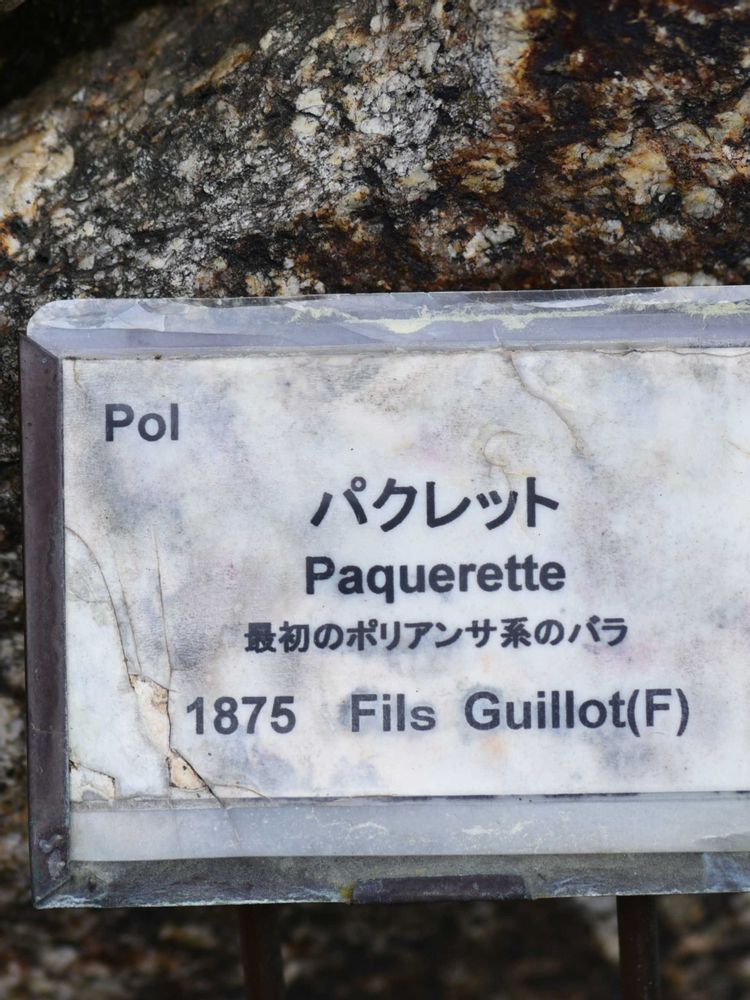 Pol
パクレット
Paquerette
最初のポリアンサ系のバラ
1875 Fils Guillot(F)